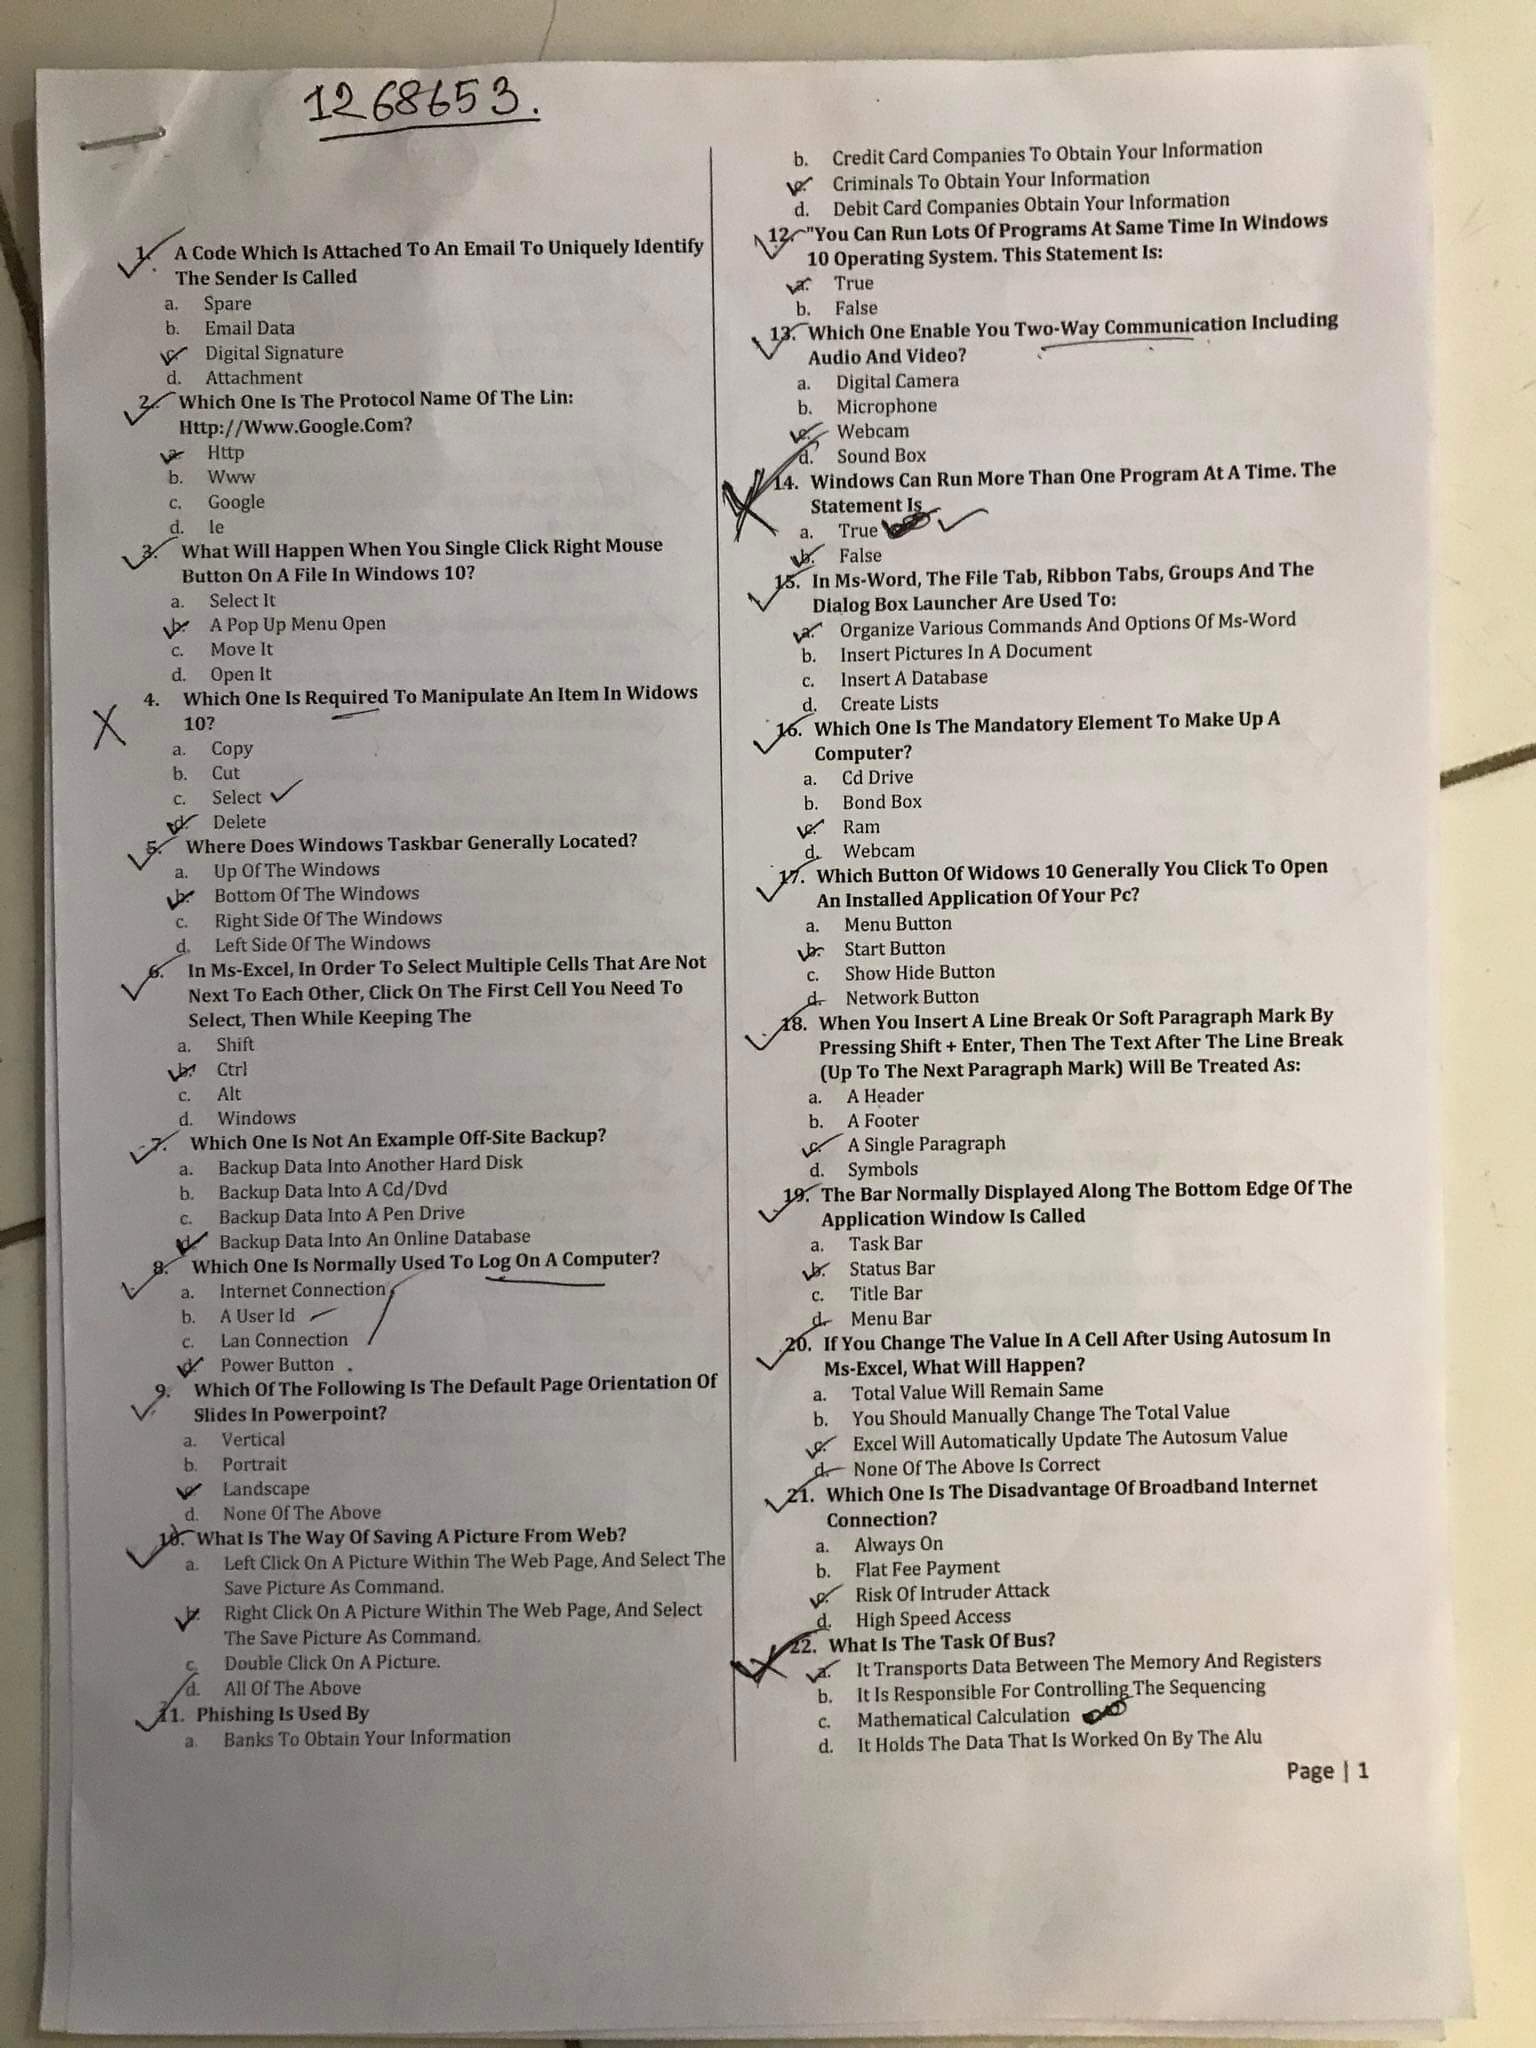 1268653.
1. A Code Which Is Attached To An Email To Uniquely Identify
The Sender Is Called
a. Spare
b. Email Data
c. Digital Signature
d. Attachment
2. Which One Is The Protocol Name Of The Lin:
Http://Www.Google.Com?
a. Http
b. Www
c. Google
d. Ie
3. What Will Happen When You Single Click Right Mouse
Button On A File In Windows 10?
a. Select It
b. A Pop Up Menu Open
c. Move It
d. Open It
4. Which One Is Required To Manipulate An Item In Widows
10?
a. Copy
b. Cut
c. Select
d. Delete
5. Where Does Windows Taskbar Generally Located?
a. Up Of The Windows
b. Bottom Of The Windows
c. Right Side Of The Windows
d. Left Side Of The Windows
6. In Ms-Excel, In Order To Select Multiple Cells That Are Not
Next To Each Other, Click On The First Cell You Need To
Select, Then While Keeping The
a. Shift
b. Ctrl
c. Alt
d. Windows
7. Which One Is Not An Example Off-Site Backup?
a. Backup Data Into Another Hard Disk
b. Backup Data Into A Cd/Dvd
c. Backup Data Into A Pen Drive
d. Backup Data Into An Online Database
8. Which One Is Normally Used To Log On A Computer?
a. Internet Connection
b. A User Id
c. Lan Connection
d. Power Button
9. Which Of The Following Is The Default Page Orientation Of
Slides In Powerpoint?
a. Vertical
b. Portrait
c. Landscape
d. None Of The Above
10. What Is The Way Of Saving A Picture From Web?
a. Left Click On A Picture Within The Web Page, And Select The
Save Picture As Command.
b. Right Click On A Picture Within The Web Page, And Select
The Save Picture As Command.
c. Double Click On A Picture.
d. All Of The Above
11. Phishing Is Used By
a. Banks To Obtain Your Information
b. Credit Card Companies To Obtain Your Information
c. Criminals To Obtain Your Information
d. Debit Card Companies Obtain Your Information
12. "You Can Run Lots Of Programs At Same Time In Windows
10 Operating System. This Statement Is:
a. True
b. False
13. Which One Enable You Two-Way Communication Including
Audio And Video?
a. Digital Camera
b. Microphone
c. Webcam
d. Sound Box
14. Windows Can Run More Than One Program At A Time. The
Statement Is
a. True
b. False
15. In Ms-Word, The File Tab, Ribbon Tabs, Groups And The
Dialog Box Launcher Are Used To:
a. Organize Various Commands And Options Of Ms-Word
b. Insert Pictures In A Document
c. Insert A Database
d. Create Lists
16. Which One Is The Mandatory Element To Make Up A
Computer?
a. Cd Drive
b. Bond Box
c. Ram
d. Webcam
17. Which Button Of Widows 10 Generally You Click To Open
An Installed Application Of Your Pc?
a. Menu Button
b. Start Button
c. Show Hide Button
d. Network Button
18. When You Insert A Line Break Or Soft Paragraph Mark By
Pressing Shift + Enter, Then The Text After The Line Break
(Up To The Next Paragraph Mark) Will Be Treated As:
a. A Header
b. A Footer
c. A Single Paragraph
d. Symbols
19. The Bar Normally Displayed Along The Bottom Edge Of The
Application Window Is Called
a. Task Bar
b. Status Bar
c. Title Bar
d. Menu Bar
20. If You Change The Value In A Cell After Using Autosum In
Ms-Excel, What Will Happen?
a. Total Value Will Remain Same
b. You Should Manually Change The Total Value
c. Excel Will Automatically Update The Autosum Value
d. None Of The Above Is Correct
21. Which One Is The Disadvantage Of Broadband Internet
Connection?
a. Always On
b. Flat Fee Payment
c. Risk Of Intruder Attack
d. High Speed Access
22. What Is The Task Of Bus?
a. It Transports Data Between The Memory And Registers
b. It Is Responsible For Controlling The Sequencing
c. Mathematical Calculation
d. It Holds The Data That Is Worked On By The Alu
Page | 1